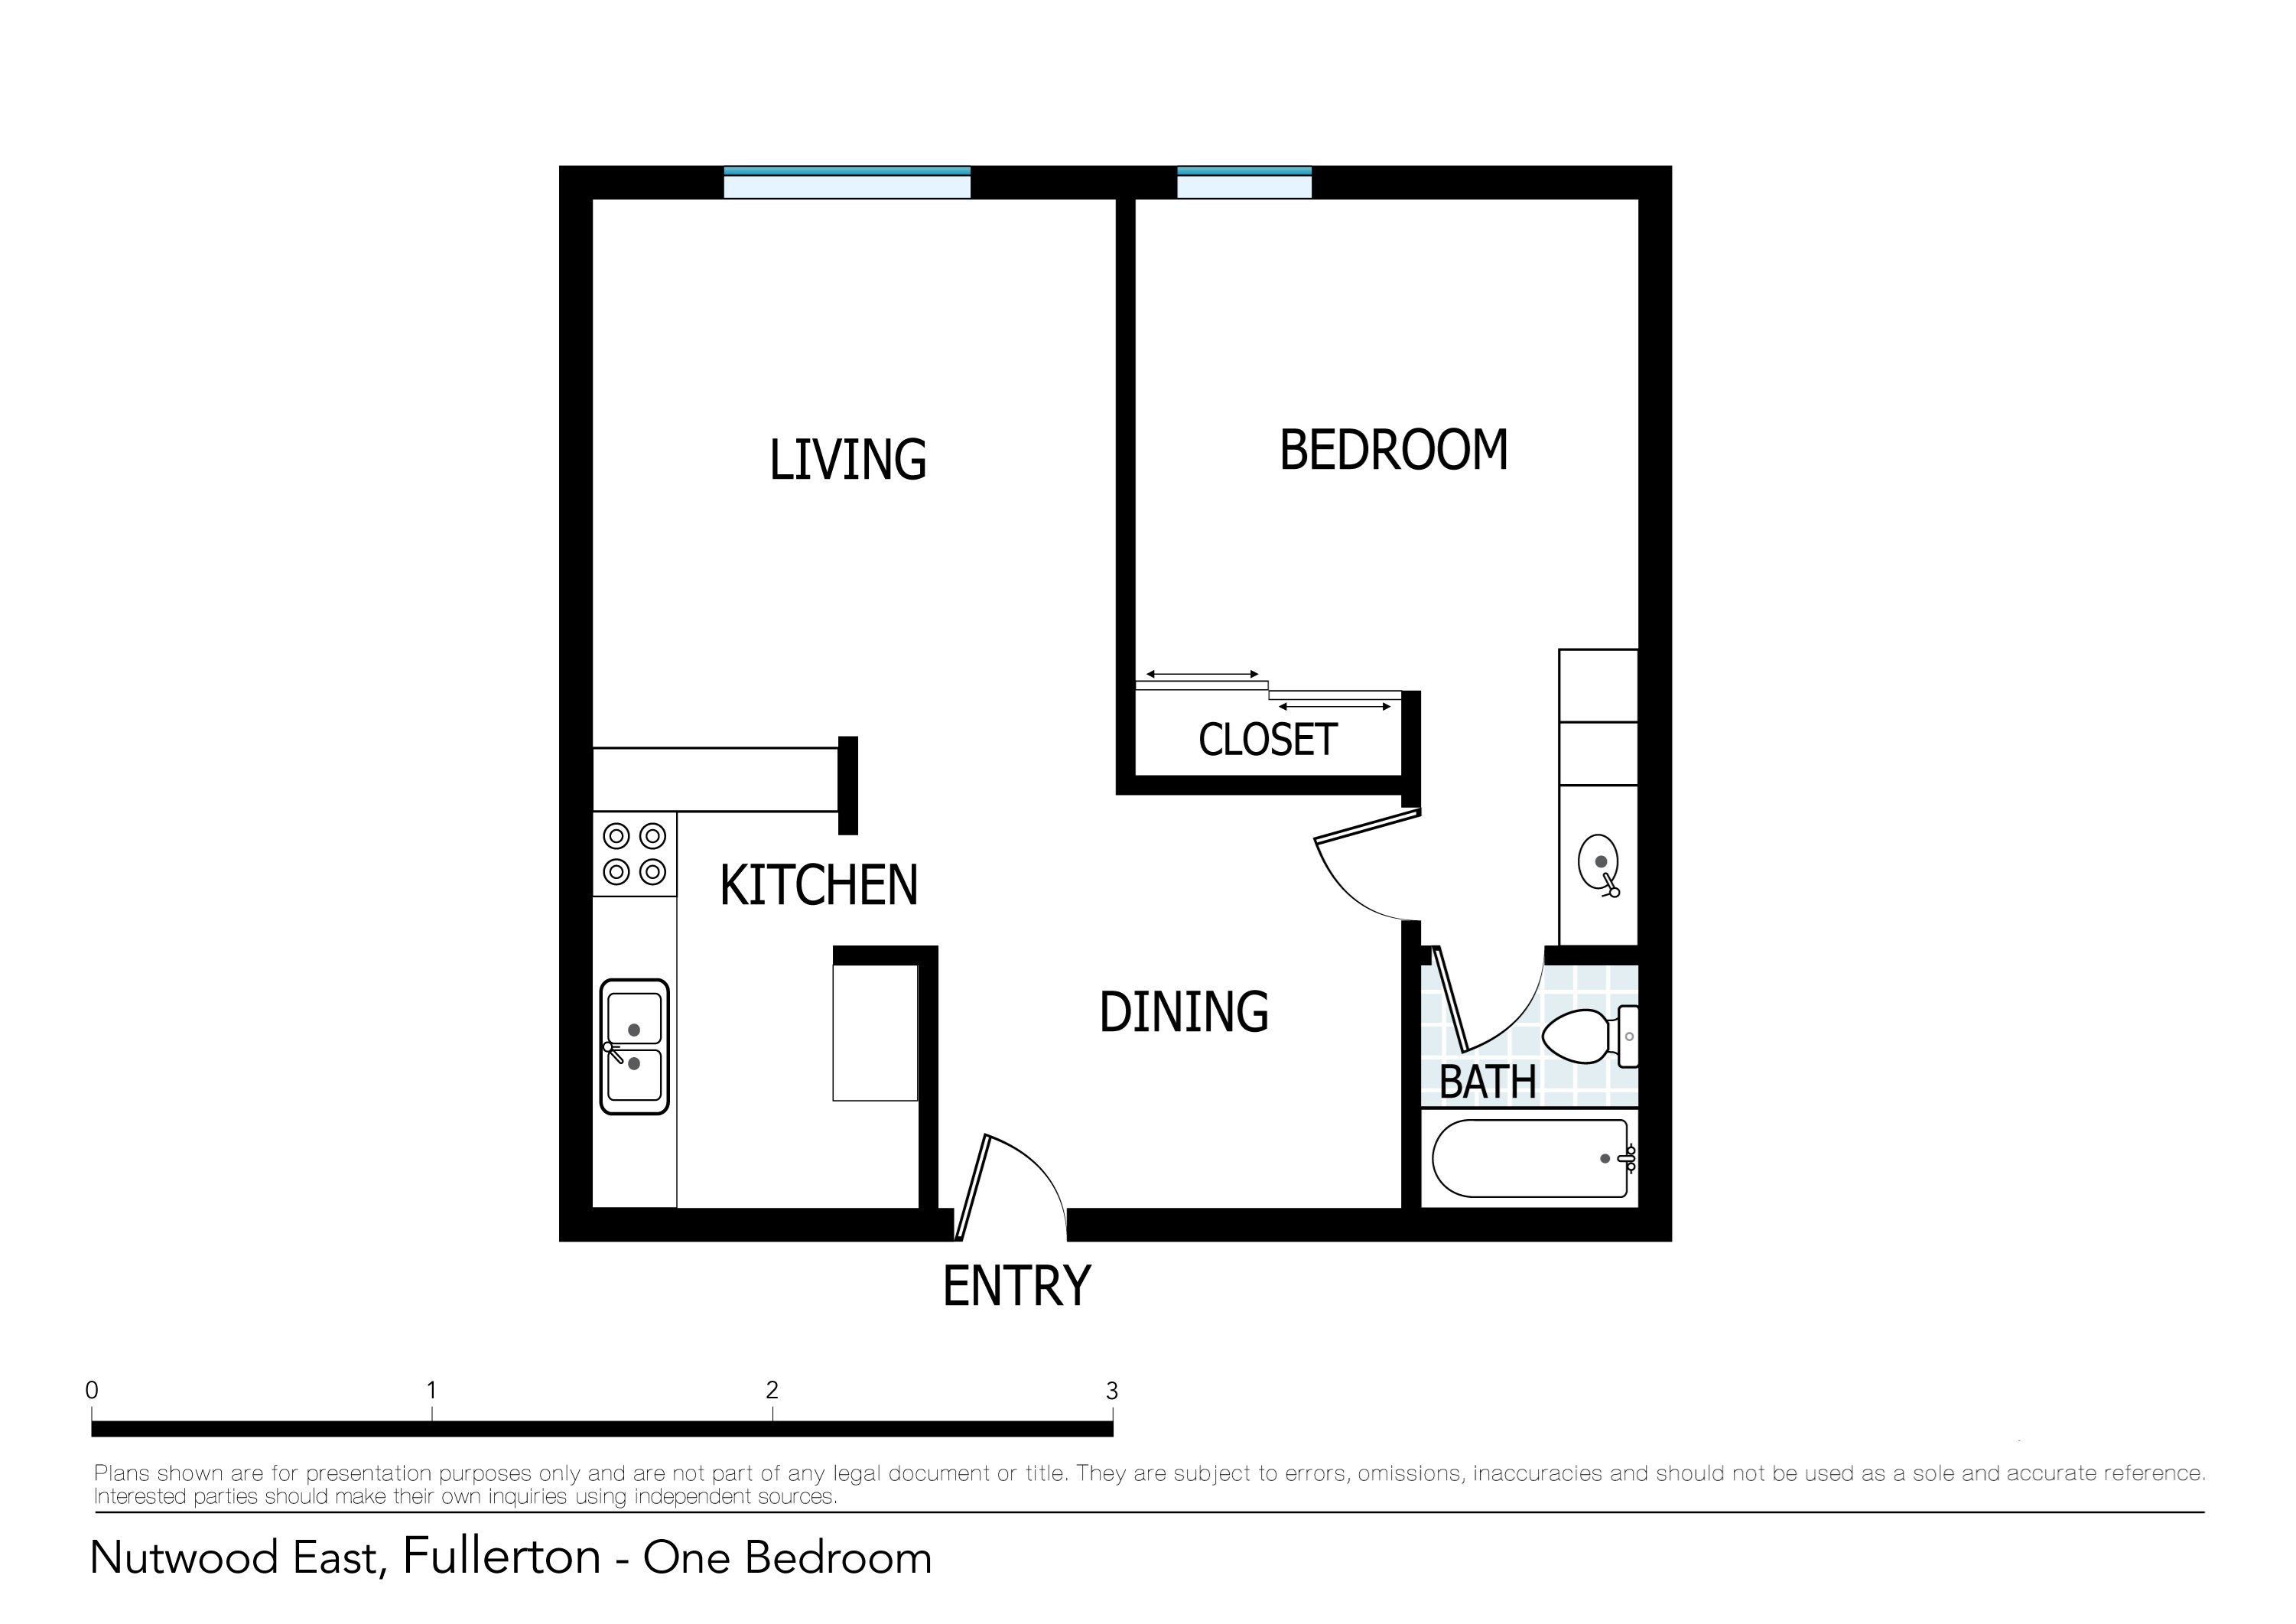 LIVING
BEDROOM
CLOSET
KITCHEN
DINING
BATH
ENTRY
0 1 2 3
Plans shown are for presentation purposes only and are not part of any legal document or title. They are subject to errors, omissions, inaccuracies and should not be used as a sole and accurate reference.
Interested parties should make their own inquiries using independent sources.
Nutwood East, Fullerton - One Bedroom